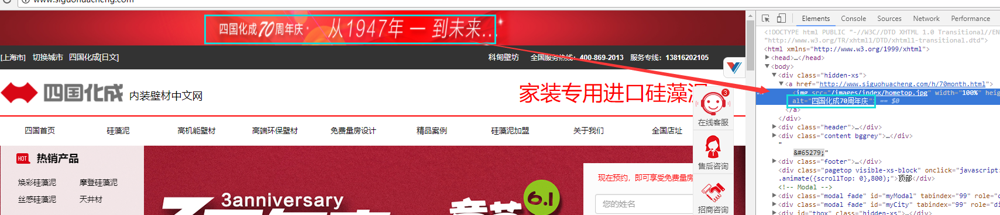 www.siguohuacheng.com
四国化成70周年庆· 从1947年 — 到未来...
[上海市] 切换城市 四国化成[日文] 科甸壁坊 全国服务热线：400-869-2013 服务专线：13816202105
四国化成 内装壁材中文网 家装专用进口硅藻泥
四国首页 硅藻泥 高机能壁材 高端环保壁材 免费量房设计 精品案例 硅藻泥加盟 关于我们 全国店址
3
在线客服
售后咨询
招商咨询
HOT 热销产品
焕彩硅藻泥 摩登硅藻泥
丝感硅藻泥 天井材
3anniversary
6.1
现在预约，即可享受免费量房
您的姓名
Elements Console Sources Network Performance
<!DOCTYPE html PUBLIC "-//W3C//DTD XHTML 1.0 Transitional//EN
"http://www.w3.org/TR/xhtml1/DTD/xhtml1-transitional.dtd">
<html xmlns="http://www.w3.org/1999/xhtml">
<head>…</head>
<body>
<div class="hidden-xs">
<a href="http://www.siguohuacheng.com/h/70month.html">
<img src="/images/index/hometop.jpg" width="100%" heig
alt="四国化成70周年庆"> == $0
</a>
</div>
<div class="header">…</div>
<div class="content bggrey">…</div>
"
&#65279;"
<div class="footer">…</div>
<div class="pagetop visible-xs-block" onclick="javascript:
.animate({scrollTop: 0},800);">顶部</div>
<!-- Modal -->
<div class="modal fade" id="myModal" tabindex="99" role="d
<div class="modal fade" id="myCity" tabindex="99" role="di
<div id="tbox" class="hidden-xs">…</div>